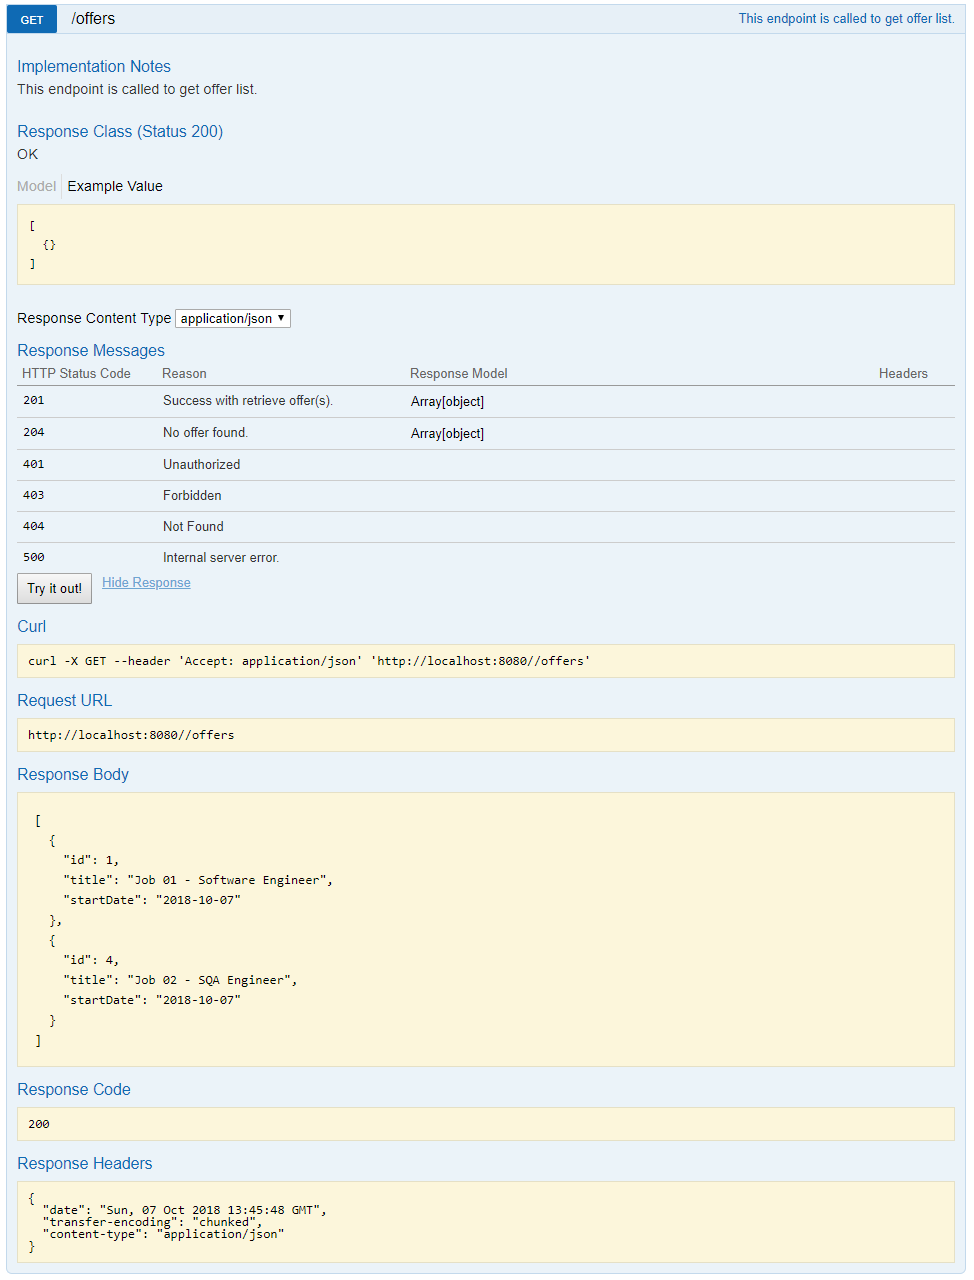 GET /offers This endpoint is called to get offer list.
Implementation Notes
This endpoint is called to get offer list.
Response Class (Status 200)
OK
Model Example Value
[
  {}
]
Response Content Type application/json
Response Messages
HTTP Status Code Reason Response Model Headers
201 Success with retrieve offer(s). Array[object]
204 No offer found. Array[object]
401 Unauthorized
403 Forbidden
404 Not Found
500 Internal server error.
Try it out! Hide Response
Curl
curl -X GET --header 'Accept: application/json' 'http://localhost:8080//offers'
Request URL
http://localhost:8080//offers
Response Body
[
  {
    "id": 1,
    "title": "Job 01 - Software Engineer",
    "startDate": "2018-10-07"
  },
  {
    "id": 4,
    "title": "Job 02 - SQA Engineer",
    "startDate": "2018-10-07"
  }
]
Response Code
200
Response Headers
{
  "date": "Sun, 07 Oct 2018 13:45:48 GMT",
  "transfer-encoding": "chunked",
  "content-type": "application/json"
}